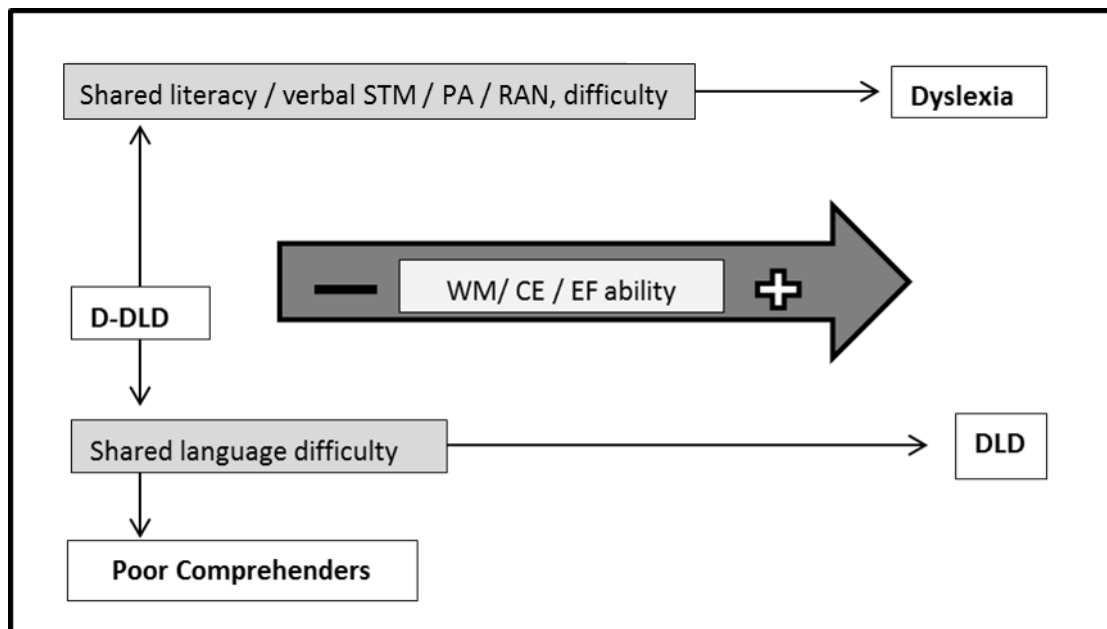 Shared literacy / verbal STM / PA / RAN, difficulty
Dyslexia
WM/ CE / EF ability
D-DLD
Shared language difficulty
DLD
Poor Comprehenders